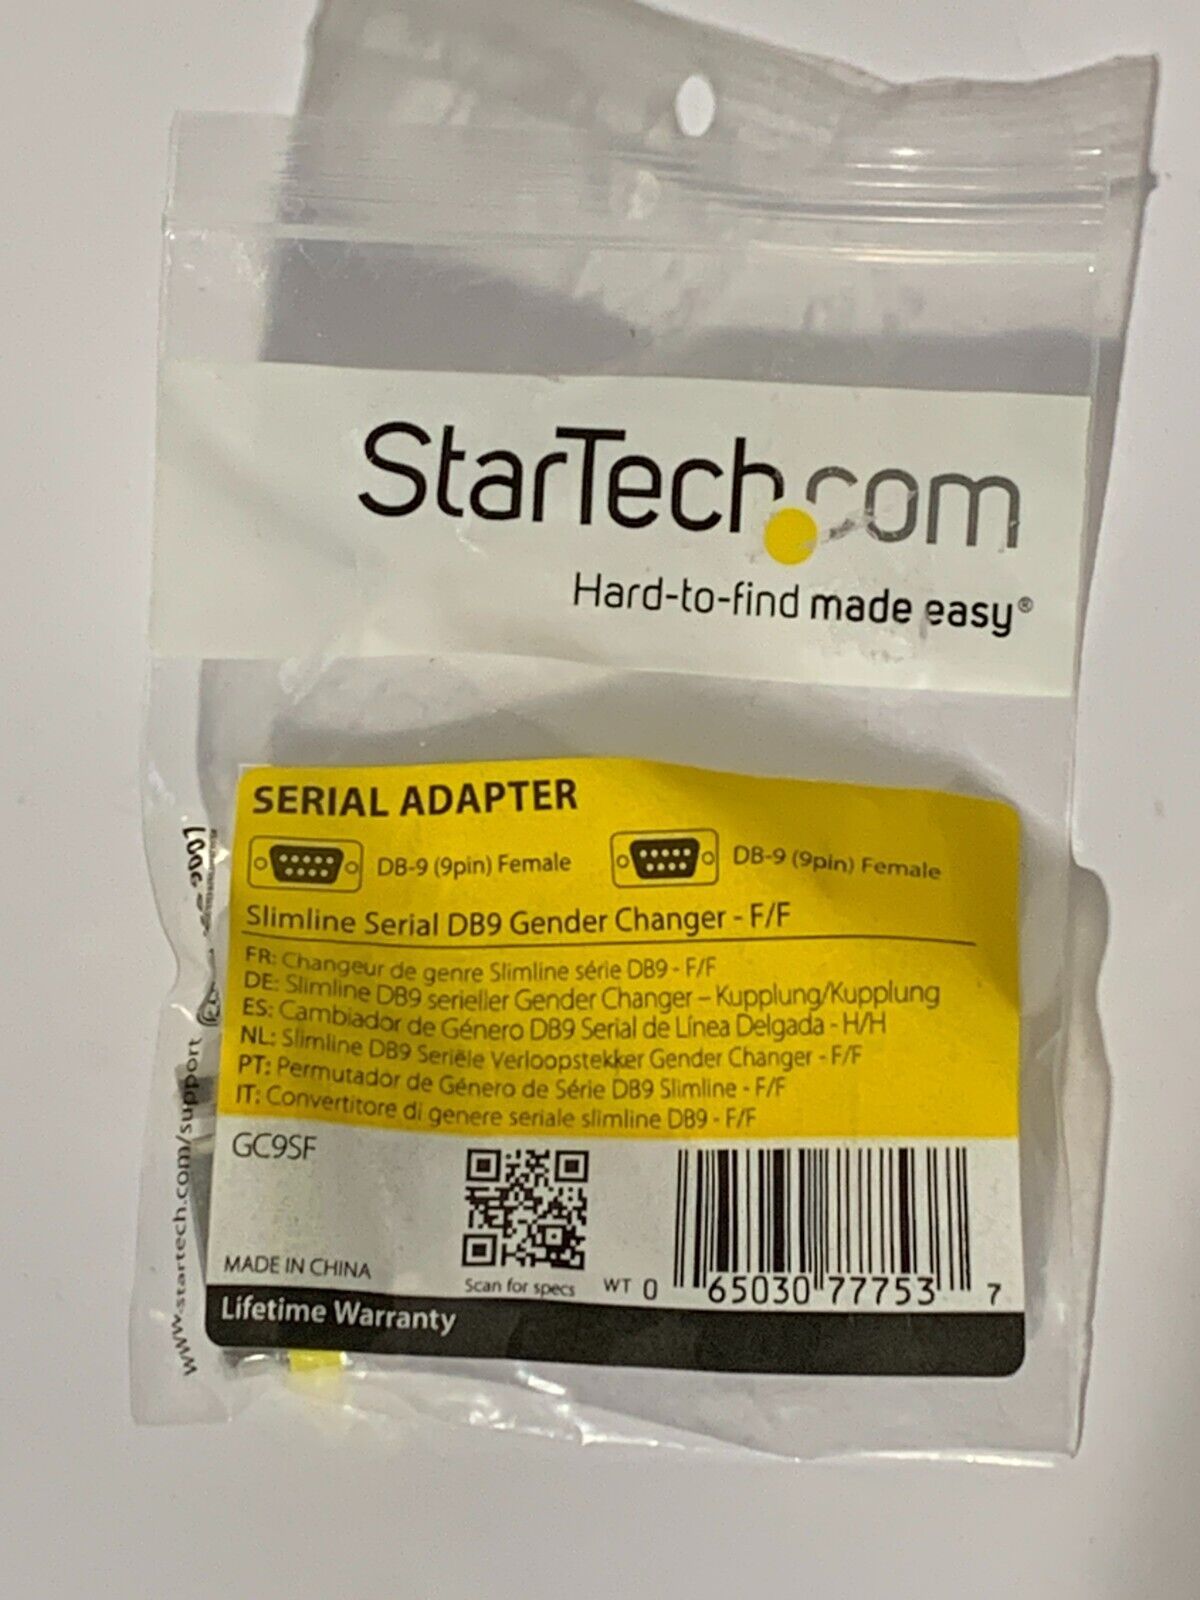 StarTech.com
Hard-to-find made easy®
SERIAL ADAPTER
DB-9 (9pin) Female
DB-9 (9pin) Female
Slimline Serial DB9 Gender Changer - F/F
FR: Changeur de genre Slimline série DB9 - F/F
DE: Slimline DB9 serieller Gender Changer – Kupplung/Kupplung
ES: Cambiador de Género DB9 Serial de Línea Delgada - H/H
NL: Slimline DB9 Seriële Verloopstekker Gender Changer - F/F
PT: Permutador de Género de Série DB9 Slimline - F/F
IT: Convertitore di genere seriale slimline DB9 - F/F
GC9SF
MADE IN CHINA
Scan for specs
WT 0 65030 77753 7
Lifetime Warranty
www.startech.com/support